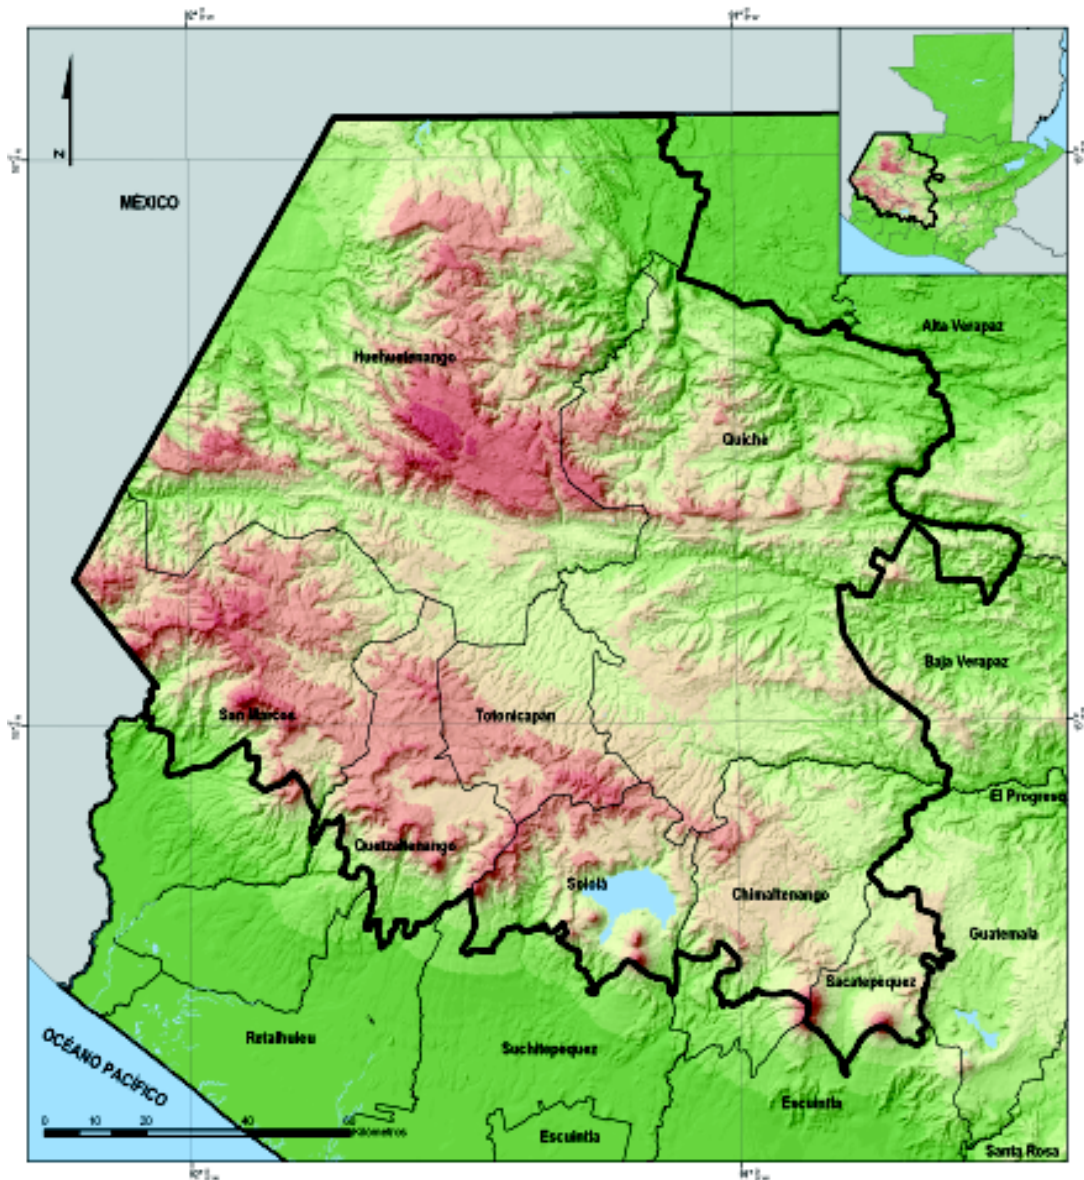 N
MÉXICO
Alta Verapaz
Huehuetenango
Quiché
Baja Verapaz
San Marcos
Totonicapán
El Progreso
Quetzaltenango
Sololá
Chimaltenango
Guatemala
Sacatepéquez
Retalhuleu
Suchitepequez
OCÉANO PACÍFICO
Escuintla
0 10 20 40 60
Kilómetros
Escuintla
Santa Rosa